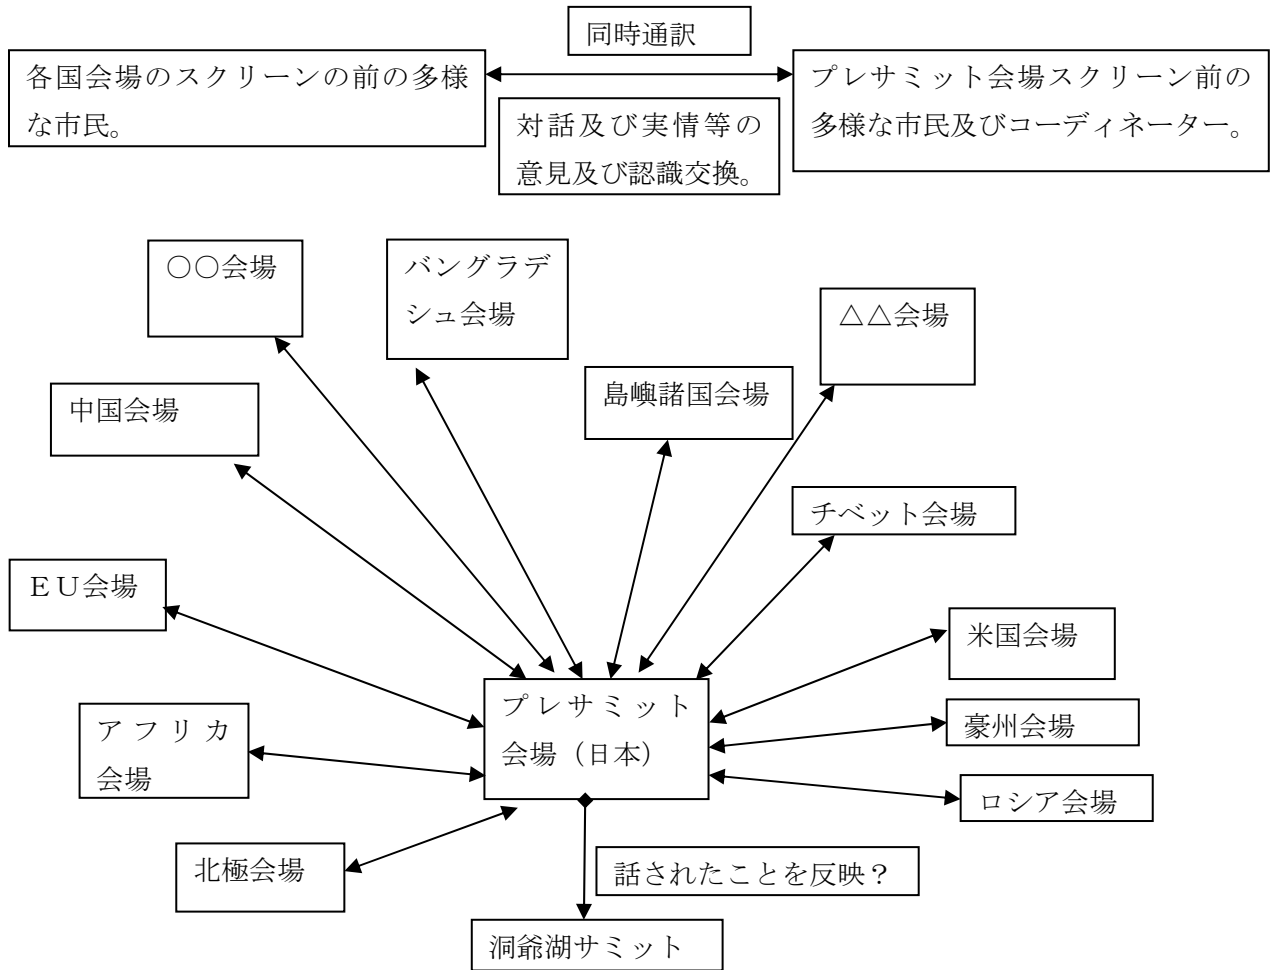 同時通訳
各国会場のスクリーンの前の多様
な市民。
プレサミット会場スクリーン前の
多様な市民及びコーディネーター。
対話及び実情等の
意見及び認識交換。
〇〇会場
バングラデ
シュ会場
△△会場
島嶼諸国会場
中国会場
チベット会場
ＥＵ会場
米国会場
プレサミット
会場（日本）
アフリカ
会場
豪州会場
ロシア会場
北極会場
話されたことを反映？
洞爺湖サミット